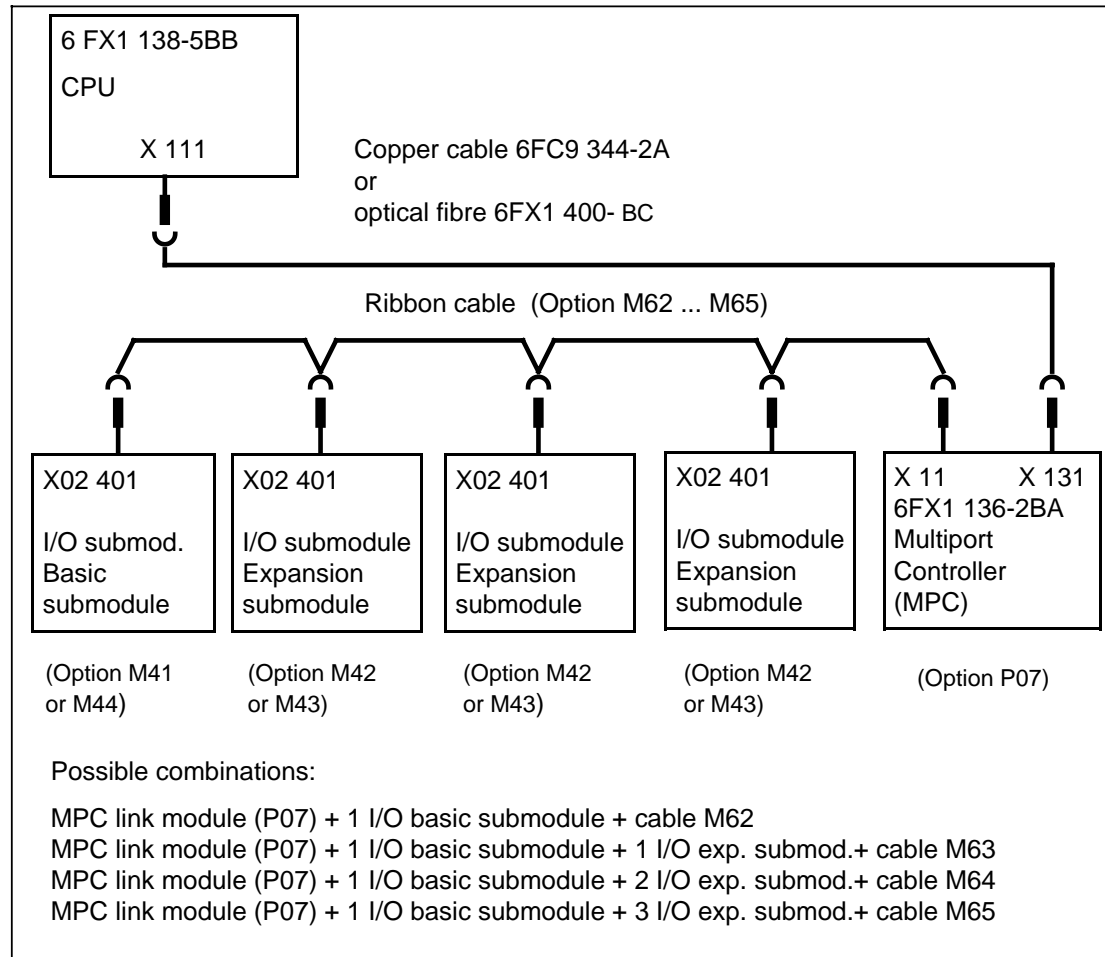 6 FX1 138-5BB
CPU
X 111
Copper cable 6FC9 344-2A
or
optical fibre 6FX1 400- BC
Ribbon cable (Option M62 ... M65)
X02 401
I/O submod.
Basic
submodule
X02 401
I/O submodule
Expansion
submodule
X02 401
I/O submodule
Expansion
submodule
X02 401
I/O submodule
Expansion
submodule
X 11 X 131
6FX1 136-2BA
Multiport
Controller
(MPC)
(Option M41
or M44)
(Option M42
or M43)
(Option M42
or M43)
(Option M42
or M43)
(Option P07)
Possible combinations:
MPC link module (P07) + 1 I/O basic submodule + cable M62
MPC link module (P07) + 1 I/O basic submodule + 1 I/O exp. submod.+ cable M63
MPC link module (P07) + 1 I/O basic submodule + 2 I/O exp. submod.+ cable M64
MPC link module (P07) + 1 I/O basic submodule + 3 I/O exp. submod.+ cable M65